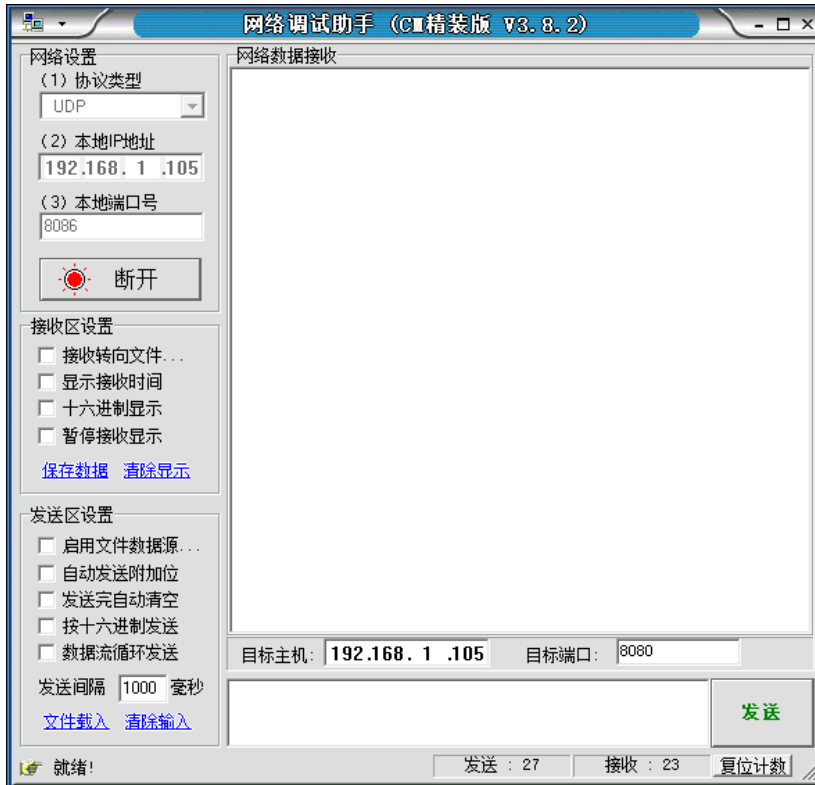 网络调试助手 (CⅢ精装版 V3.8.2)
网络设置
(1) 协议类型
UDP
(2) 本地IP地址
192.168. 1 .105
(3) 本地端口号
8086
断开
接收区设置
接收转向文件...
显示接收时间
十六进制显示
暂停接收显示
保存数据 清除显示
发送区设置
启用文件数据源...
自动发送附加位
发送完自动清空
按十六进制发送
数据流循环发送
发送间隔 1000 毫秒
文件载入 清除输入
网络数据接收
目标主机: 192.168. 1 .105 目标端口: 8080
发送
就绪! 发送 : 27 接收 : 23 复位计数